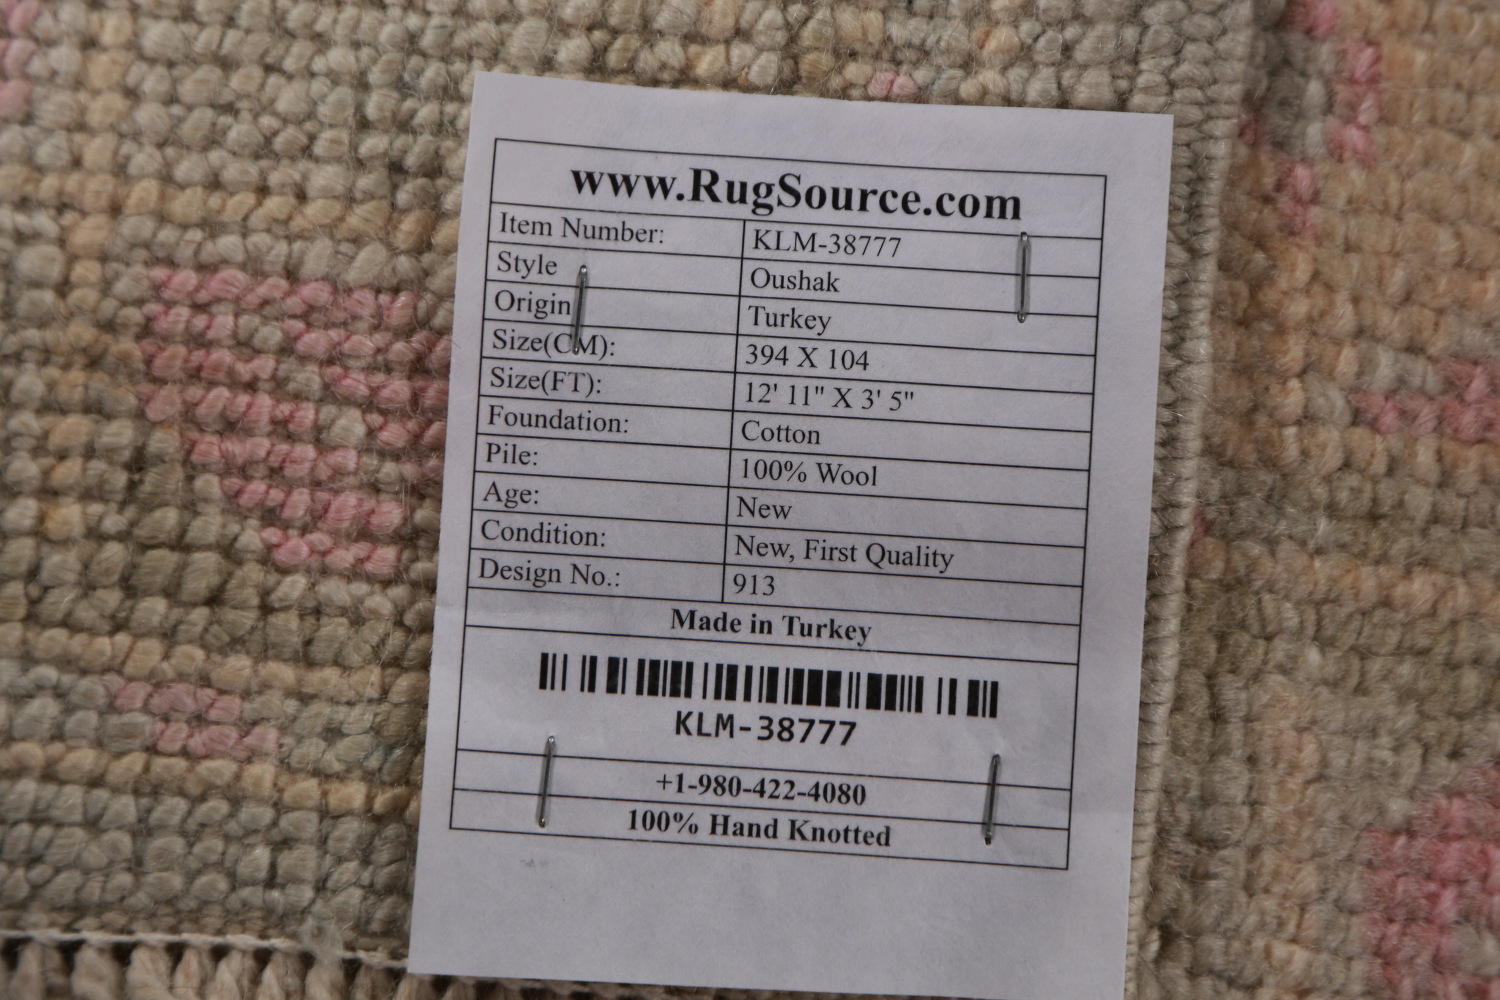 www.RugSource.com
Item Number: KLM-38777
Style Oushak
Origin Turkey
Size(CM): 394 X 104
Size(FT): 12' 11" X 3' 5"
Foundation: Cotton
Pile: 100% Wool
Age: New
Condition: New, First Quality
Design No.: 913
Made in Turkey
KLM-38777
+1-980-422-4080
100% Hand Knotted